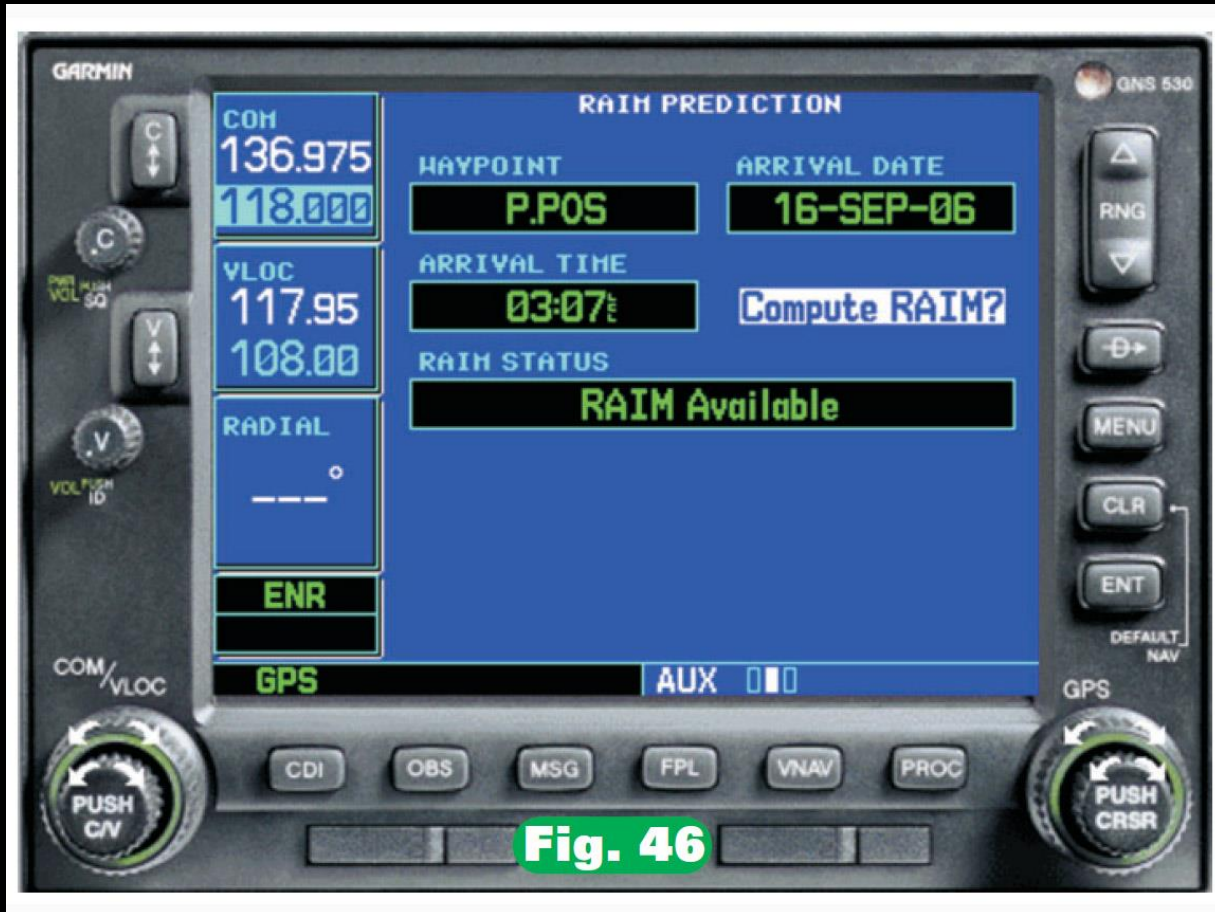 GARMIN
GNS 530
RAIM PREDICTION
COM
136.975
118.000
WAYPOINT
P.POS
ARRIVAL DATE
16-SEP-06
ARRIVAL TIME
03:07
Compute RAIM?
RAIM STATUS
RAIM Available
VLOC
117.95
108.00
RADIAL
___°
ENR
GPS
AUX
C
.C
PWR
VOL
PUSH
SQ
V
.V
VOL
PUSH
ID
COM/VLOC
PUSH
C/V
RNG
D
MENU
CLR
ENT
DEFAULT
NAV
GPS
PUSH
CRSR
CDI
OBS
MSG
FPL
VNAV
PROC
Fig. 46